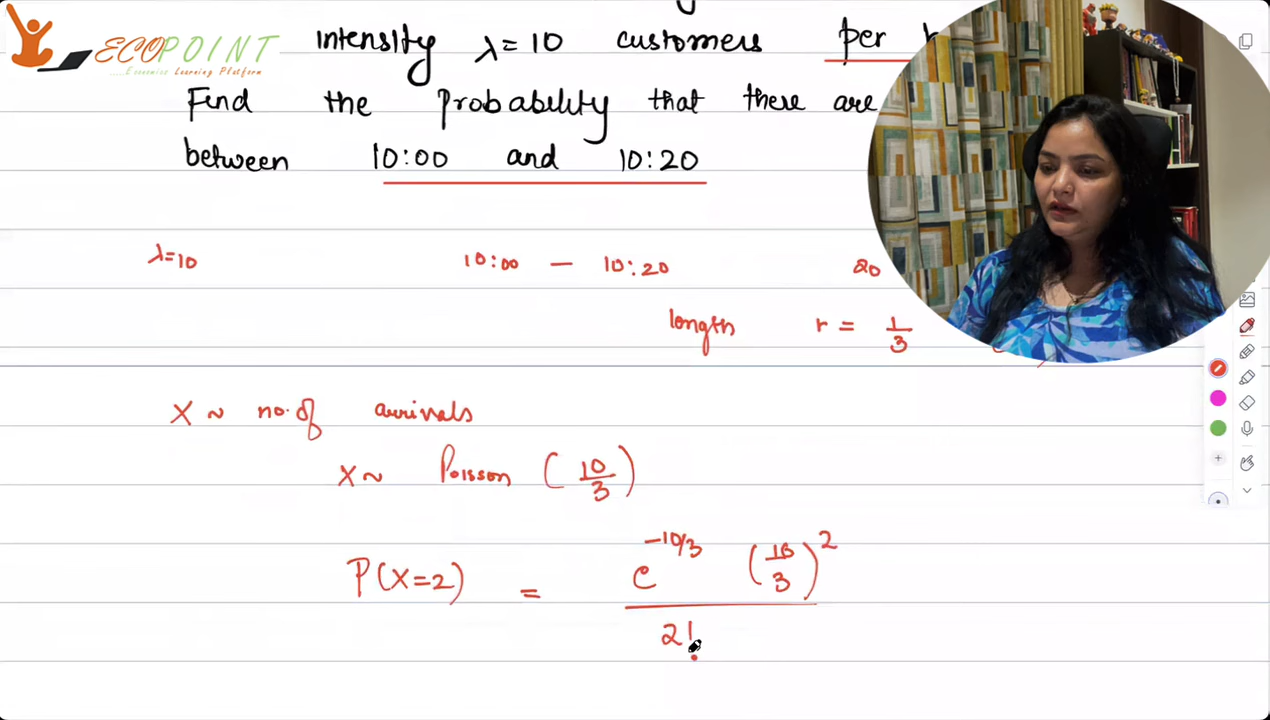 ECOPOINT
.....Economics Learning Platform
intensity λ = 10 customers per
Find the probability that there are
between 10:00 and 10:20
λ=10 10:00 — 10:20 20
length r = 1/3
X ~ no. of arrivals
X ~ Poisson (10/3)
P(X=2) = e^-10/3 (10/3)^2 / 2!